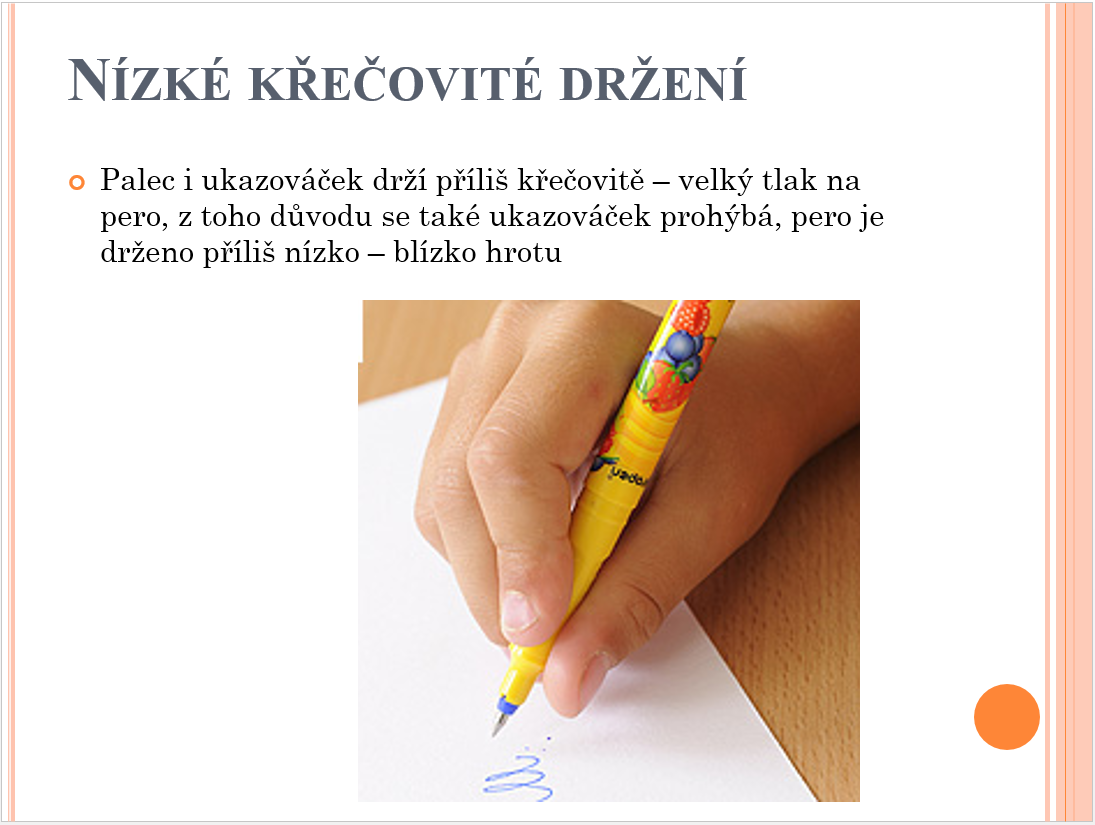 Nízké křečovité držení
Palec i ukazováček drží příliš křečovitě – velký tlak na
pero, z toho důvodu se také ukazováček prohýbá, pero je
drženo příliš nízko – blízko hrotu